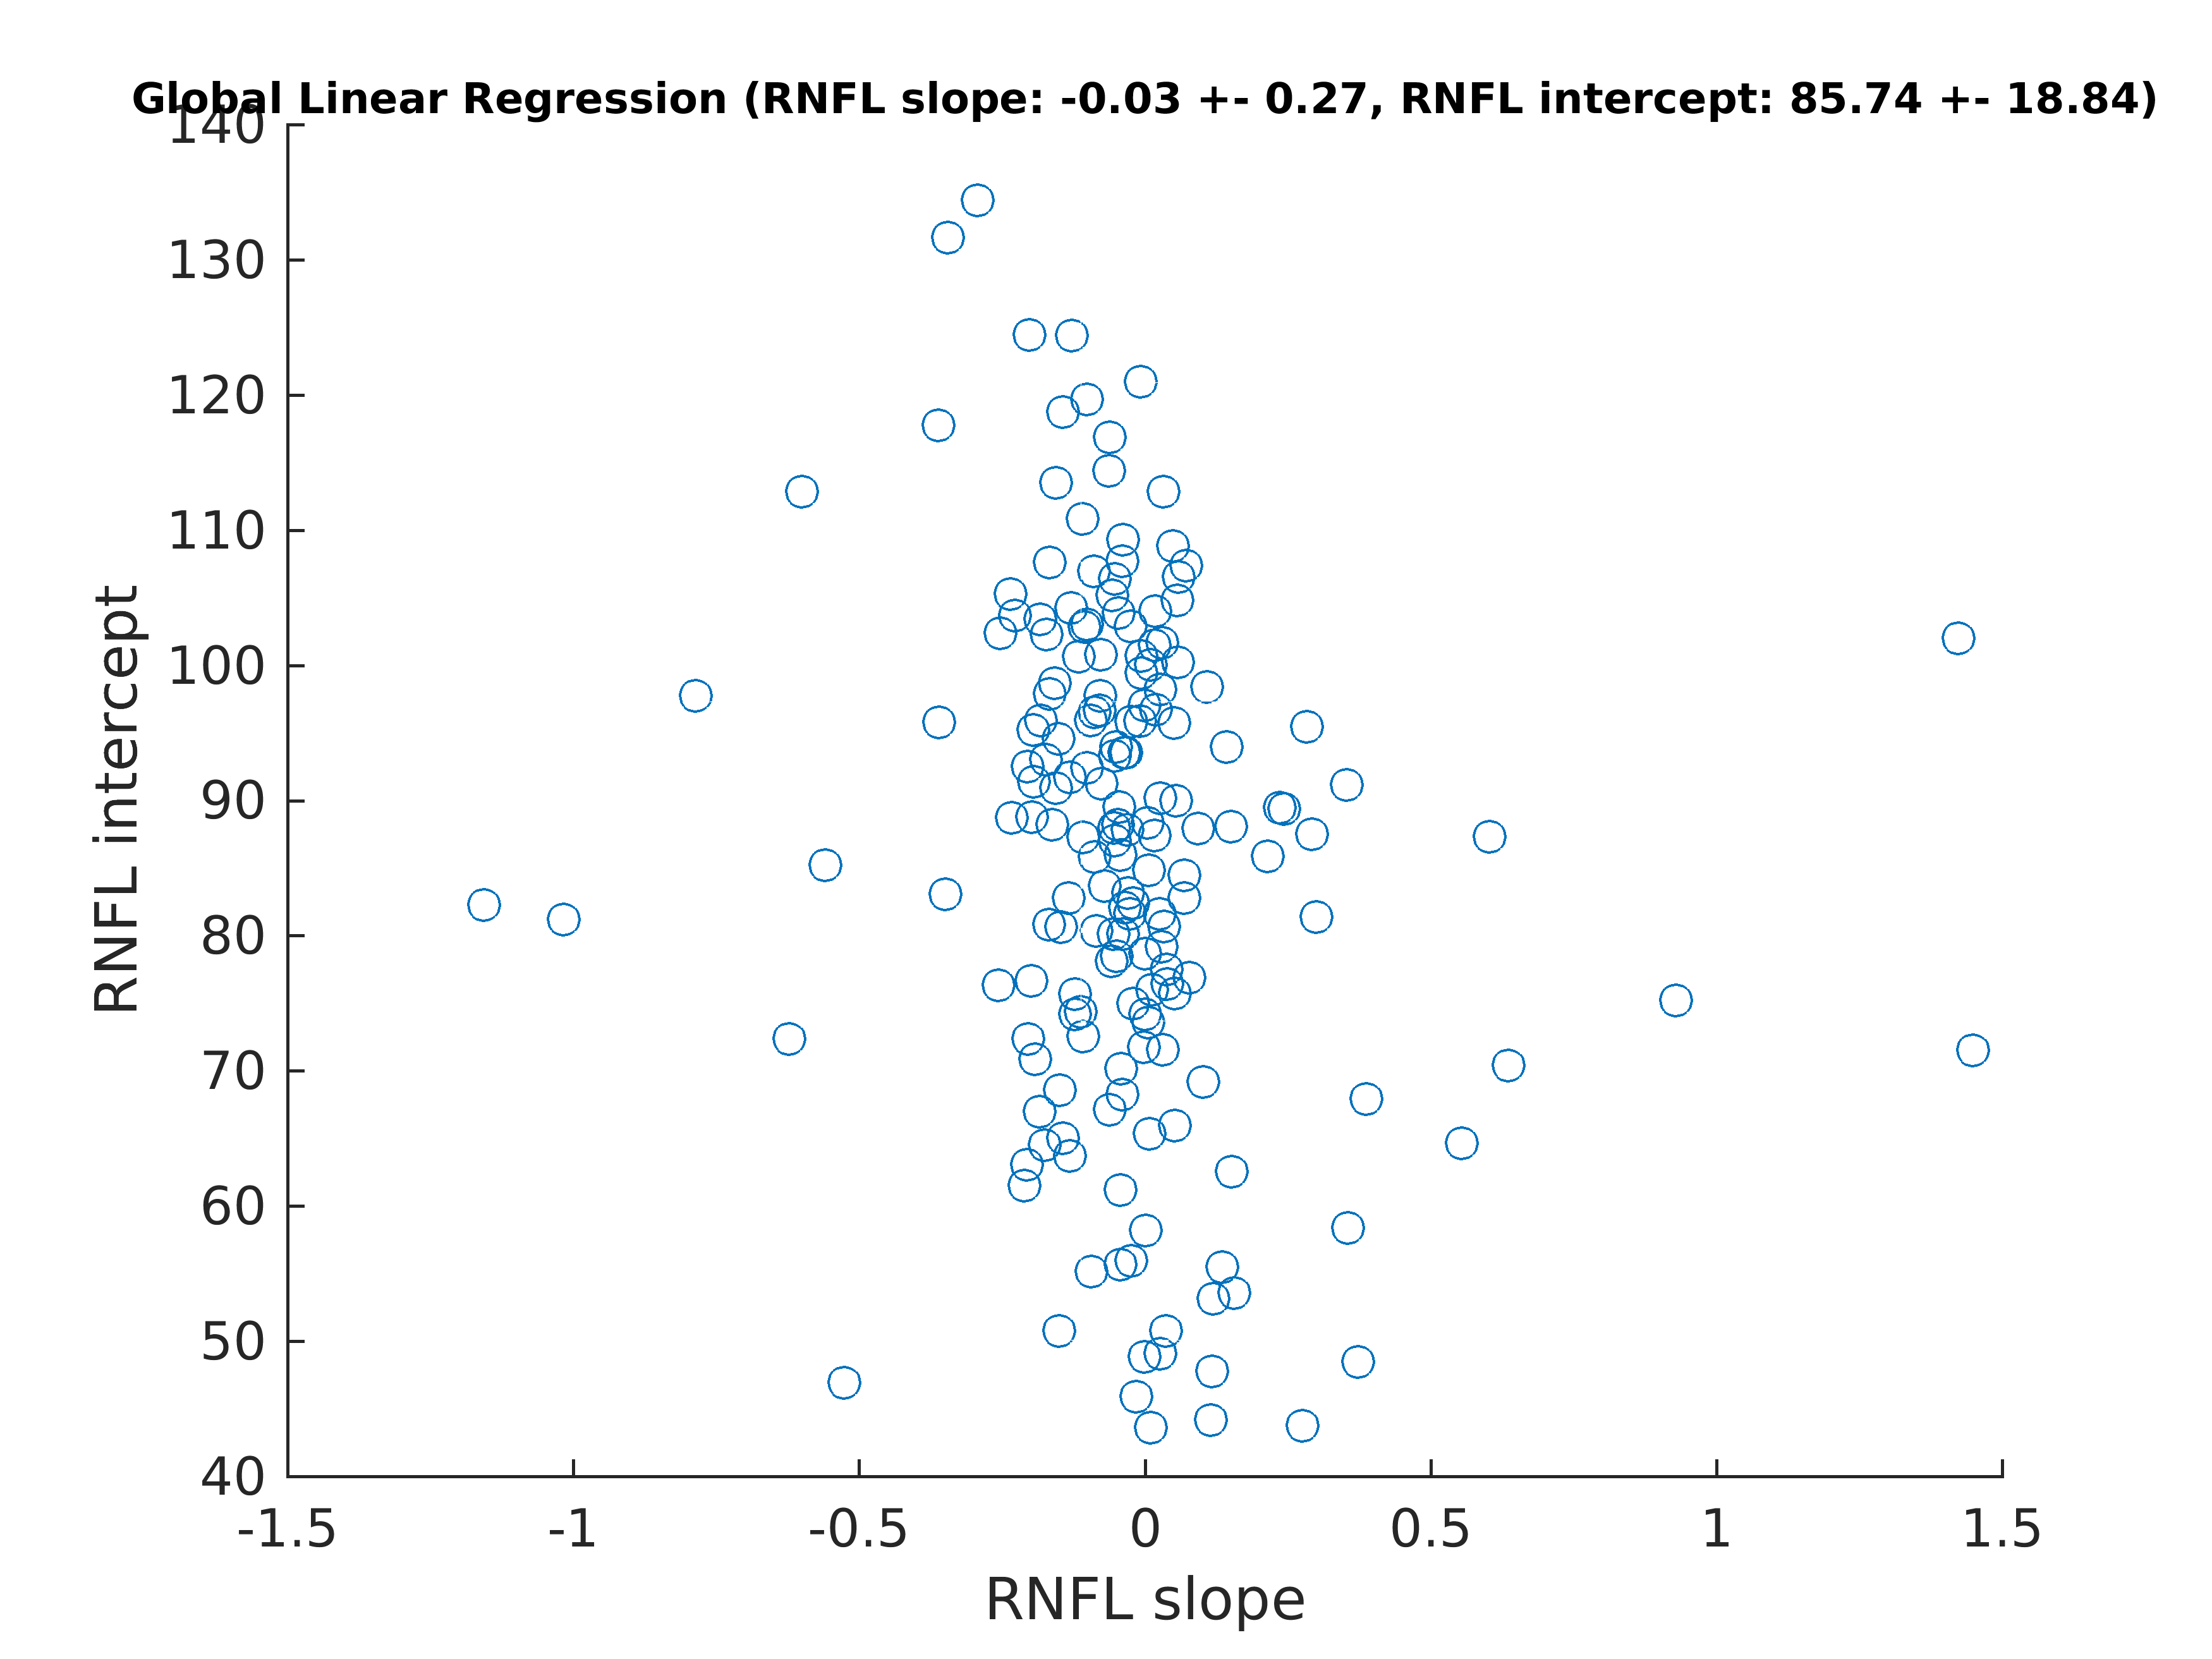 Global Linear Regression (RNFL slope: -0.03 +- 0.27, RNFL intercept: 85.74 +- 18.84)
140
130
120
110
100
90
80
70
60
50
40
RNFL intercept
-1.5 -1 -0.5 0 0.5 1 1.5
RNFL slope